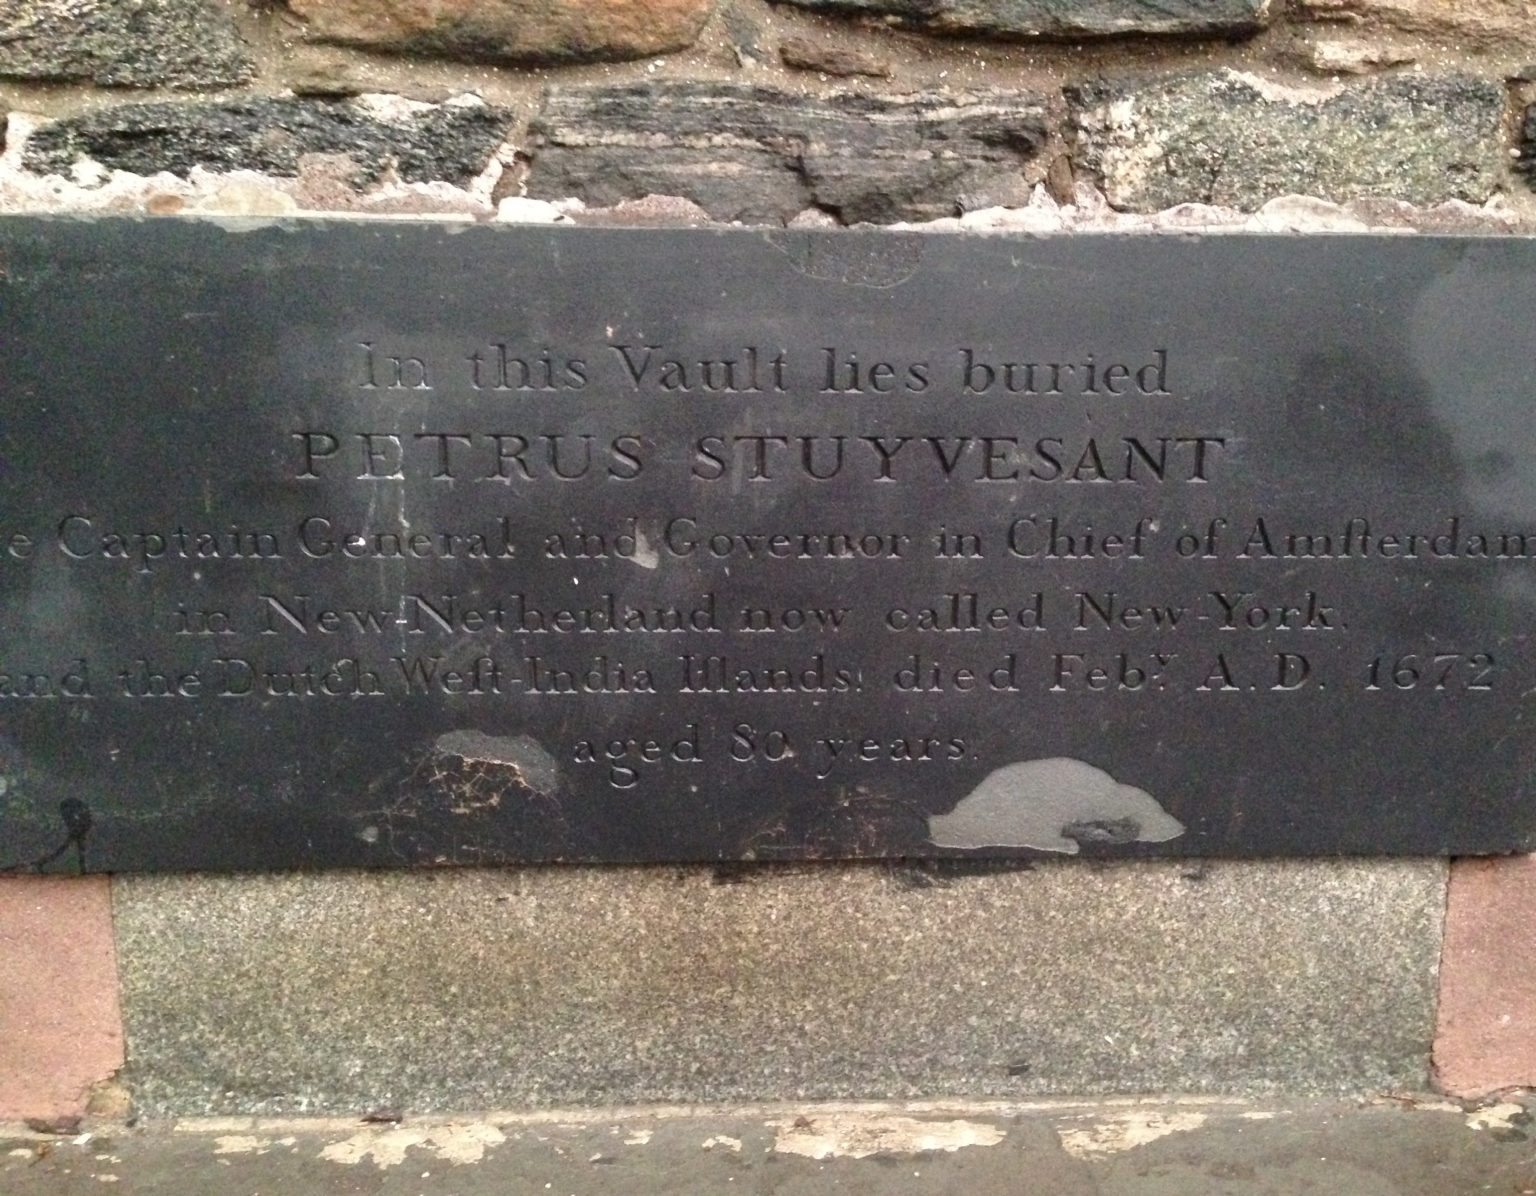 In this Vault lies buried
PETRUS STUYVESANT
e Captain General and Governor in Chief of Amſterdam
in New-Netherland now called New-York.
and the Dutch Weſt-India Iſlands. died Feb.ʸ A.D. 1672
aged 80 years.